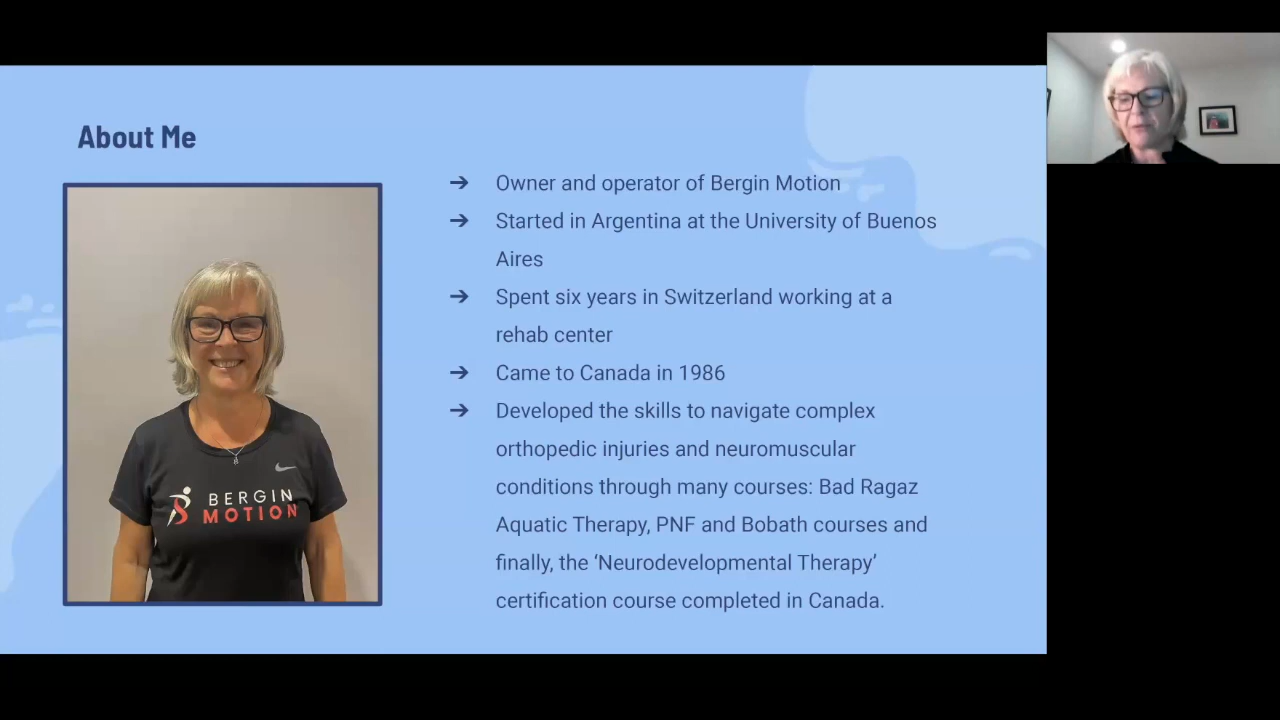 About Me
BERGIN
MOTION
➔ Owner and operator of Bergin Motion
➔ Started in Argentina at the University of Buenos
Aires
➔ Spent six years in Switzerland working at a
rehab center
➔ Came to Canada in 1986
➔ Developed the skills to navigate complex
orthopedic injuries and neuromuscular
conditions through many courses: Bad Ragaz
Aquatic Therapy, PNF and Bobath courses and
finally, the ‘Neurodevelopmental Therapy’
certification course completed in Canada.